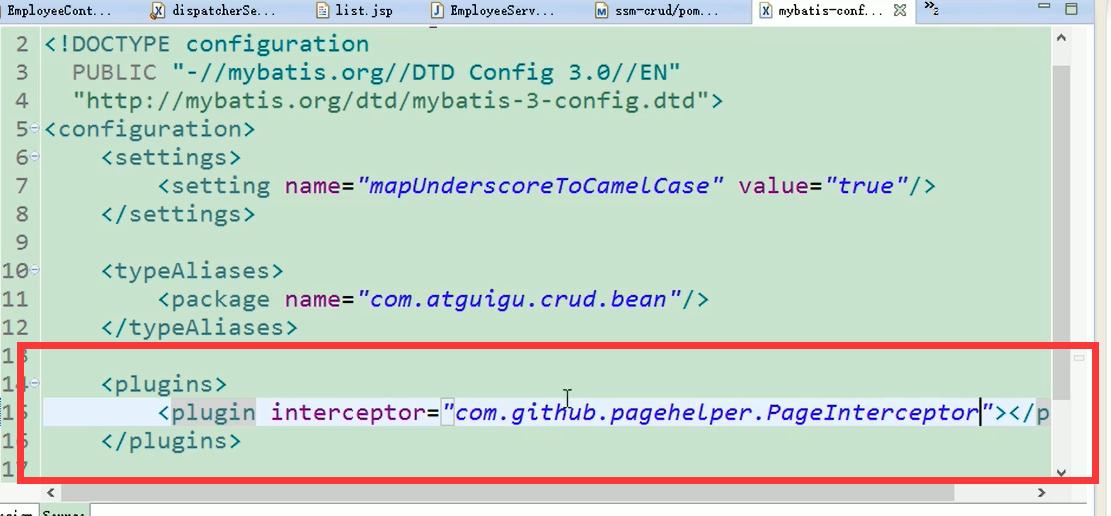 EmployeeCont...
dispatcherSe...
list.jsp
EmployeeServ...
ssm-crud/pom...
mybatis-conf...
»2
2 <!DOCTYPE configuration
3 PUBLIC "-//mybatis.org//DTD Config 3.0//EN"
4 "http://mybatis.org/dtd/mybatis-3-config.dtd">
5 <configuration>
6 <settings>
7 <setting name="mapUnderscoreToCamelCase" value="true"/>
8 </settings>
9
10 <typeAliases>
11 <package name="com.atguigu.crud.bean"/>
12 </typeAliases>
13
14 <plugins>
15 <plugin interceptor="com.github.pagehelper.PageInterceptor"></p
16 </plugins>
17